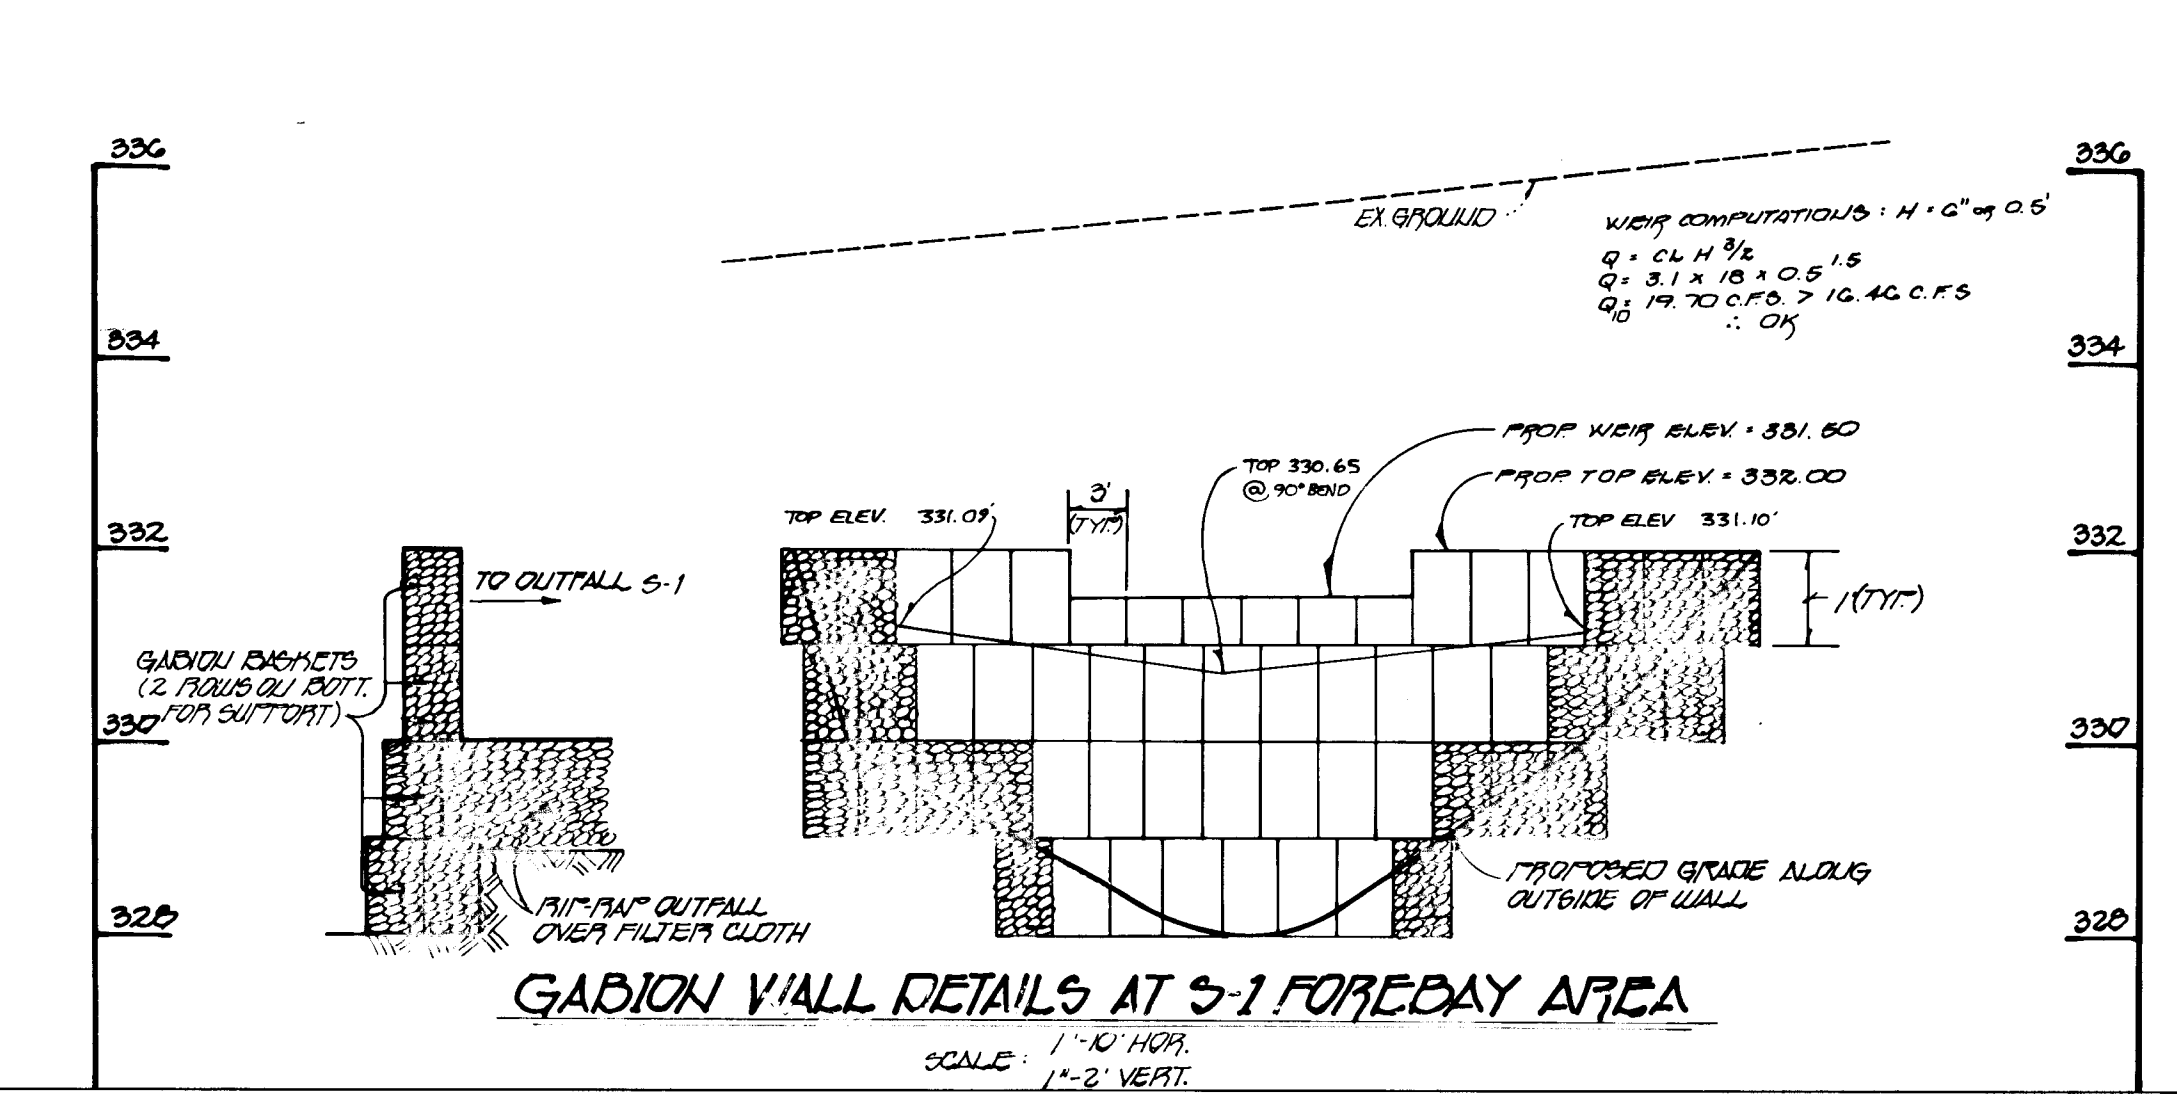 336
336
EX. GROUND
WEIR COMPUTATIONS : H = 6" OR 0.5'
Q = CL H 3/2
Q = 3.1 x 18 x 0.5 1.5
Q10 = 19.70 C.F.S. > 16.46 C.F.S
∴ OK
334
334
PROP. WEIR ELEV. = 331.50
TOP 330.65
@ 90° BEND
PROP. TOP ELEV. = 332.00
3'
(TYP.)
TOP ELEV. 331.09'
TOP ELEV 331.10'
332
332
TO OUTFALL S-1
1' (TYP.)
GABION BASKETS
(2 ROWS ON BOTT.
FOR SUPPORT)
330
330
PROPOSED GRADE ALONG
OUTSIDE OF WALL
RIP-RAP OUTFALL
OVER FILTER CLOTH
328
328
GABION WALL DETAILS AT S-1 FOREBAY AREA
SCALE : 1"-10' HOR.
1"-2' VERT.